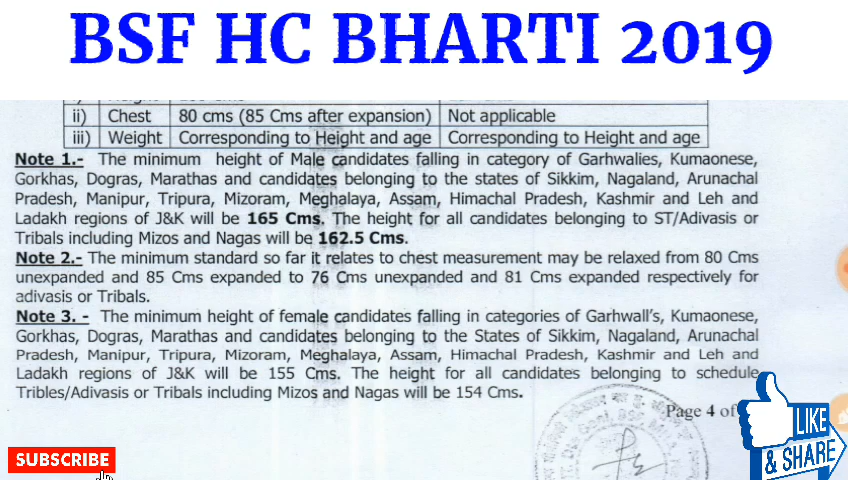 BSF HC BHARTI 2019
ii) Chest 80 cms (85 Cms after expansion) Not applicable
iii) Weight Corresponding to Height and age Corresponding to Height and age
Note 1.- The minimum height of Male candidates falling in category of Garhwalies, Kumaonese,
Gorkhas, Dogras, Marathas and candidates belonging to the states of Sikkim, Nagaland, Arunachal
Pradesh, Manipur, Tripura, Mizoram, Meghalaya, Assam, Himachal Pradesh, Kashmir and Leh and
Ladakh regions of J&K will be 165 Cms. The height for all candidates belonging to ST/Adivasis or
Tribals including Mizos and Nagas will be 162.5 Cms.
Note 2.- The minimum standard so far it relates to chest measurement may be relaxed from 80 Cms
unexpanded and 85 Cms expanded to 76 Cms unexpanded and 81 Cms expanded respectively for
adivasis or Tribals.
Note 3. - The minimum height of female candidates falling in categories of Garhwall's, Kumaonese,
Gorkhas, Dogras, Marathas and candidates belonging to the States of Sikkim, Nagaland, Arunachal
Pradesh, Manipur, Tripura, Mizoram, Meghalaya, Assam, Himachal Pradesh, Kashmir and Leh and
Ladakh regions of J&K will be 155 Cms. The height for all candidates belonging to schedule
Tribles/Adivasis or Tribals including Mizos and Nagas will be 154 Cms.
Page 4 of
LIKE
& SHARE
SUBSCRIBE